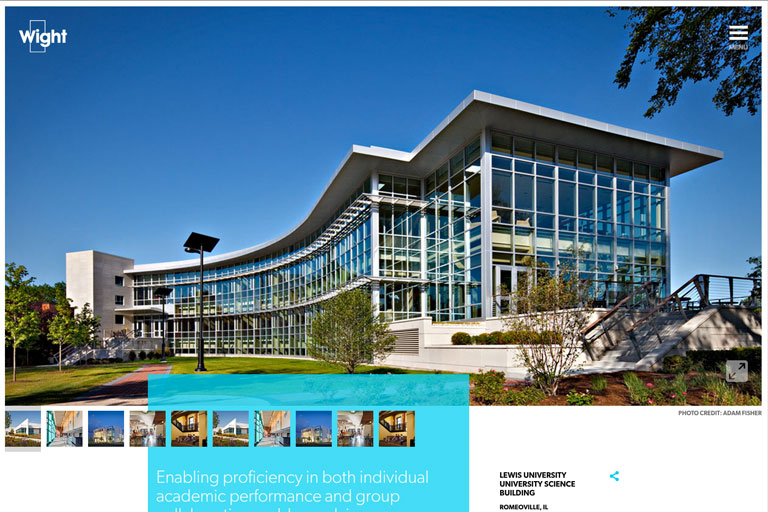 Wight
MENU
PHOTO CREDIT: ADAM FISHER
Enabling proficiency in both individual
academic performance and group
LEWIS UNIVERSITY
UNIVERSITY SCIENCE
BUILDING
ROMEOVILLE, IL